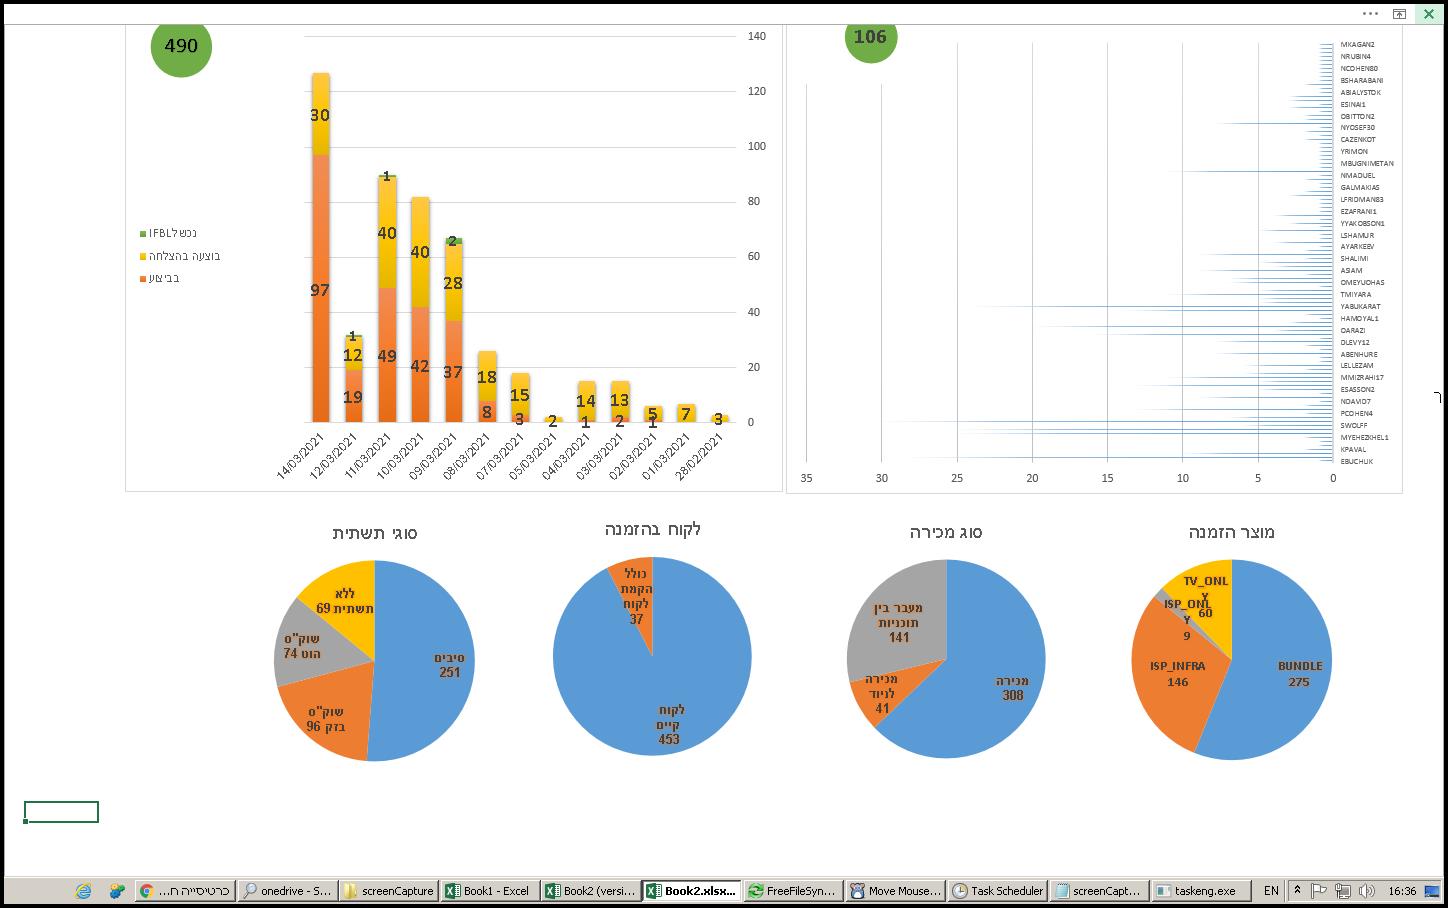 490
140
120
100
80
60
40
20
0
30
97
1
12
19
1
40
49
40
42
2
28
37
18
8
15
3
2
14
1
13
2
5
1
7
3
נכשל IFBL
בוצעה בהצלחה
בביצוע
14/03/2021
12/03/2021
11/03/2021
10/03/2021
09/03/2021
08/03/2021
07/03/2021
05/03/2021
04/03/2021
03/03/2021
02/03/2021
01/03/2021
28/02/2021
106
MKAGAN2
NRUBIN4
NCOHEN80
BSHARABANI
ABIALYSTOK
ESINAI1
OBITTON2
NYOSEF30
CAZENKOT
YRIMON
MBUGNIMETAN
NMAOUEL
GALMAKIAS
LFRIDMAN83
EZAFRANI1
YYAKOBSON1
LSHAMUR
AYARKEEV
SHALIMI
ASIAM
OMEYUOHAS
TMIYARA
YABUKARAT
HAMOYAL1
OARAZI
DLEVY12
ABENHURE
LELLEZAM
MMIZRAHI17
ESASSON2
NDAMO7
PCOHEN4
SWOLFF
MYEHEZKHEL1
KPAVAL
EBUCHUK
35
30
25
20
15
10
5
0
ר
מוצר הזמנה
TV_ONL
Y
60
ISP_ONL
Y
9
ISP_INFRA
146
BUNDLE
275
סוג מכירה
מעבר בין
תוכניות
141
מכירה
לניוד
41
מכירה
308
לקוח בהזמנה
כולל
הקמת
לקוח
37
לקוח
קיים
453
סוגי תשתית
ללא
תשתית 69
שוק"ס
הוט 74
שוק"ס
בזק 96
סיבים
251
כרטיסייה ח...
onedrive - S...
screenCapture
Book1 - Excel
Book2 (versi...
Book2.xlsx...
FreeFileSyn...
Move Mouse...
Task Scheduler
screenCapt...
taskeng.exe
EN
16:36